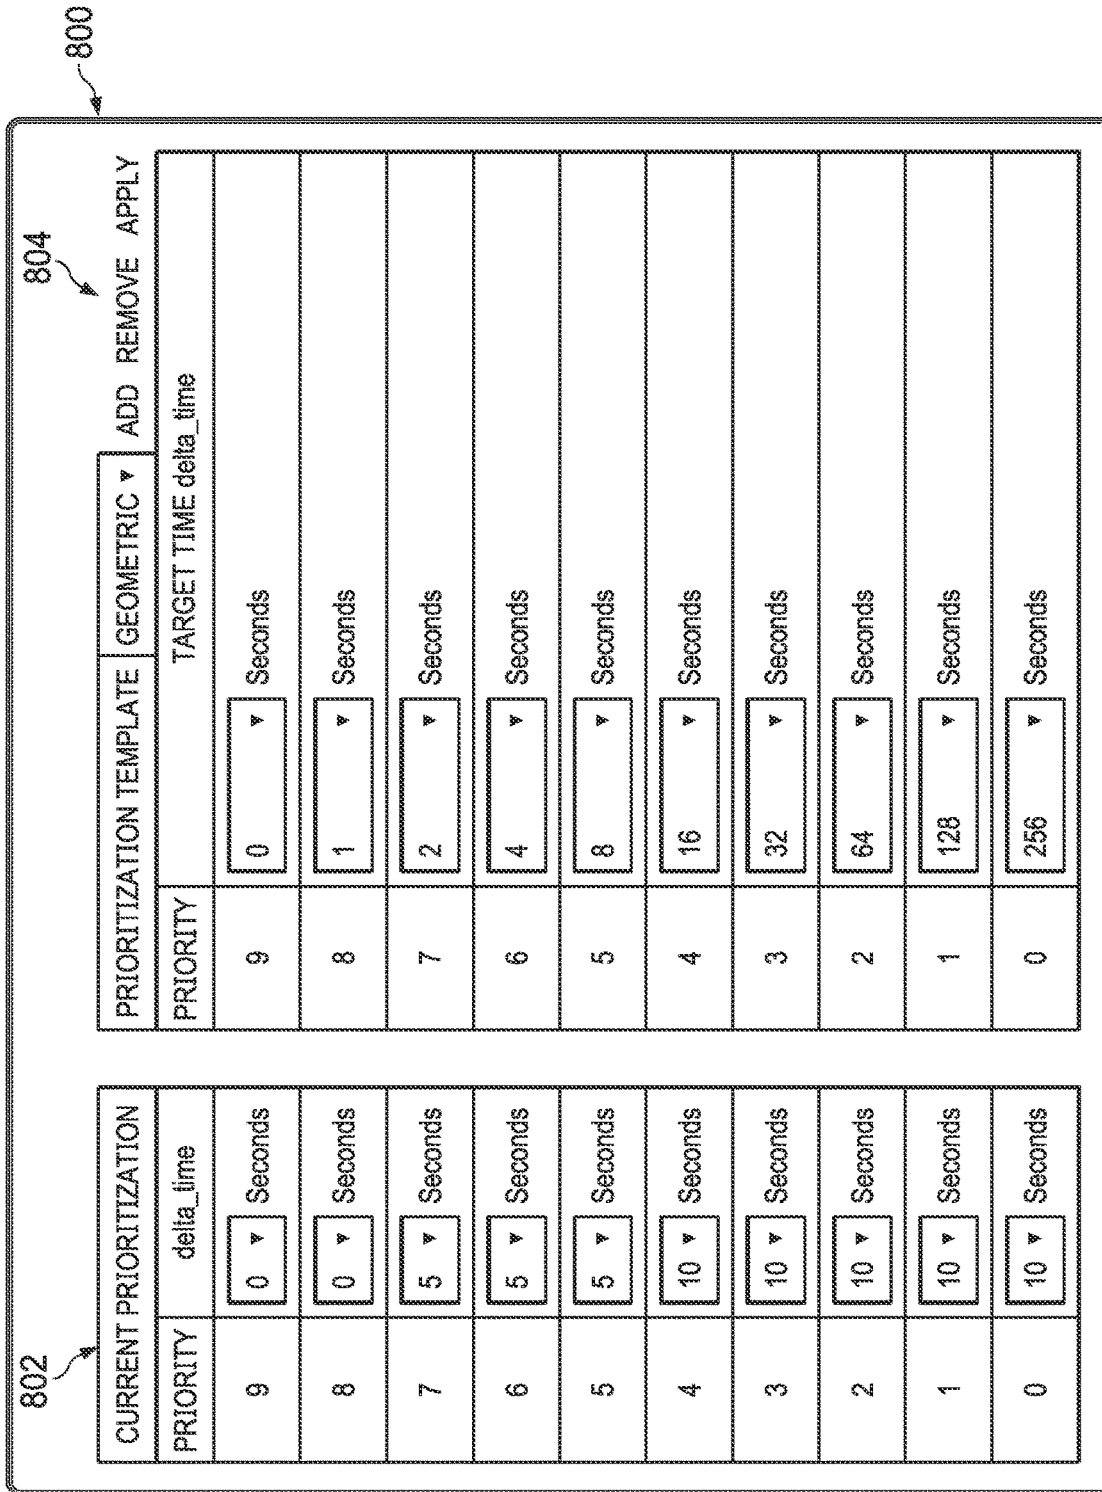 800
802
CURRENT PRIORITIZATION
PRIORITY delta_time
9 0 ▼ Seconds
8 0 ▼ Seconds
7 5 ▼ Seconds
6 5 ▼ Seconds
5 5 ▼ Seconds
4 10 ▼ Seconds
3 10 ▼ Seconds
2 10 ▼ Seconds
1 10 ▼ Seconds
0 10 ▼ Seconds
804
PRIORITIZATION TEMPLATE GEOMETRIC ▼ ADD REMOVE APPLY
PRIORITY TARGET TIME delta_time
9 0 ▼ Seconds
8 1 ▼ Seconds
7 2 ▼ Seconds
6 4 ▼ Seconds
5 8 ▼ Seconds
4 16 ▼ Seconds
3 32 ▼ Seconds
2 64 ▼ Seconds
1 128 ▼ Seconds
0 256 ▼ Seconds